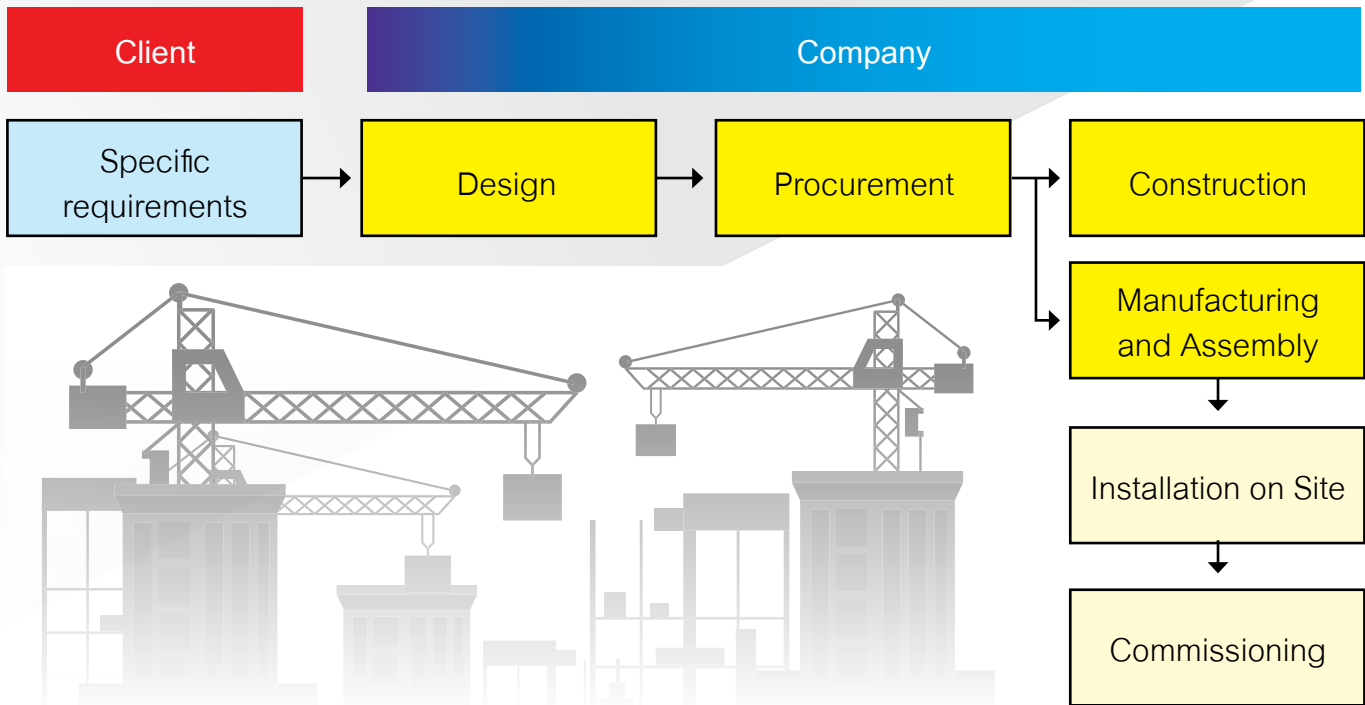 Client
Company
Specific
requirements
Design
Procurement
Construction
Manufacturing
and Assembly
Installation on Site
Commissioning